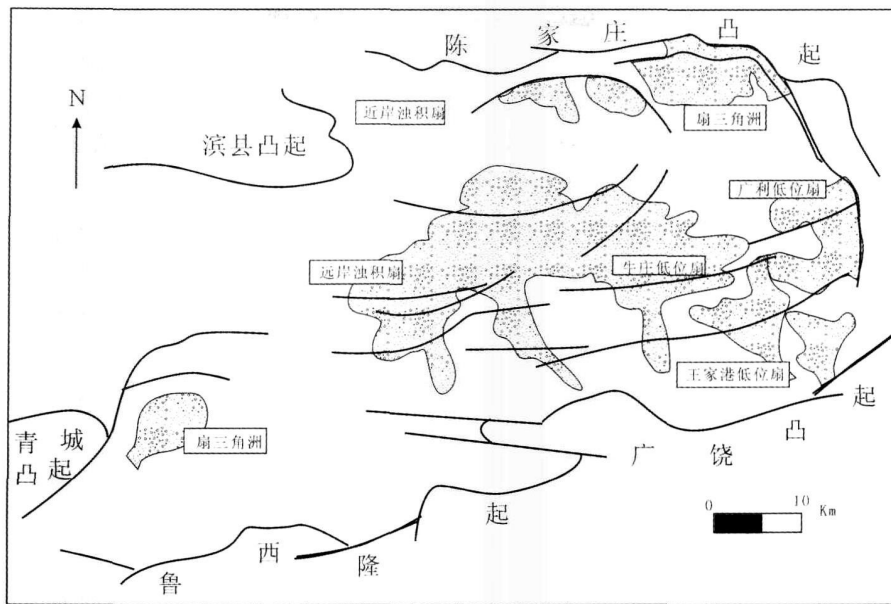 陈家庄凸起
N
近岸浊积扇
扇三角洲
滨县凸起
广利低位扇
远岸浊积扇
牛庄低位扇
王家港低位扇
青城凸起
扇三角洲
广饶凸起
0 10 Km
鲁西隆起